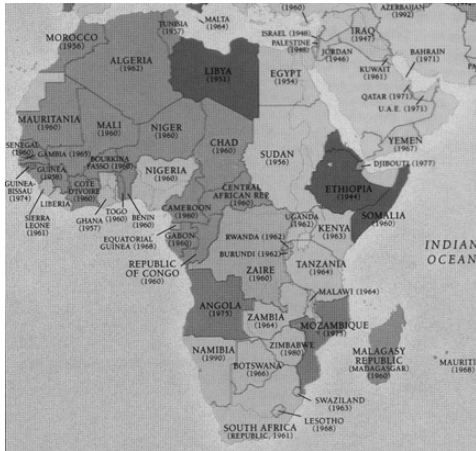 (1960)
AZERBAIJAN
(1992)
TUNISIA
(1957)
MALTA
(1964)
MOROCCO
(1956)
ISRAEL (1948)
PALESTINE
(1948)
IRAQ
(1947)
JORDAN
(1946)
ALGERIA
(1962)
LIBYA
(1951)
EGYPT
(1954)
KUWAIT
(1961)
BAHRAIN
(1971)
QATAR (1971)
U.A.E. (1971)
MAURITANIA
(1960)
MALI
(1960)
NIGER
(1960)
CHAD
(1960)
SUDAN
(1956)
YEMEN
(1967)
DJIBOUTI (1977)
SENEGAL
(1960)
GAMBIA (1965)
GUINEA
(1958)
BOURKINA
FASSO (1960)
NIGERIA
(1960)
GUINEA-
BISSAU
(1974)
SIERRA
LEONE
(1961)
LIBERIA
COTE
D'IVOIRE
(1960)
GHANA
(1957)
TOGO
(1960)
BENIN
(1960)
CAMEROON
(1960)
CENTRAL
AFRICAN REP
(1960)
ETHIOPIA
(1944)
SOMALIA
(1960)
EQUATORIAL
GUINEA (1968)
GABON
(1960)
REPUBLIC
OF CONGO
(1960)
UGANDA
(1962)
KENYA
(1963)
RWANDA (1962)
BURUNDI (1962)
ZAIRE
(1960)
TANZANIA
(1964)
INDIAN
OCEAN
MALAWI (1964)
ANGOLA
(1975)
ZAMBIA
(1964)
MOZAMBIQUE
(1975)
ZIMBABWE
(1980)
NAMIBIA
(1990)
BOTSWANA
(1966)
MALAGASY
REPUBLIC
(MADAGASCAR)
(1960)
MAURIT
(1968)
SWAZILAND
(1963)
LESOTHO
(1968)
SOUTH AFRICA
(REPUBLIC, 1961)